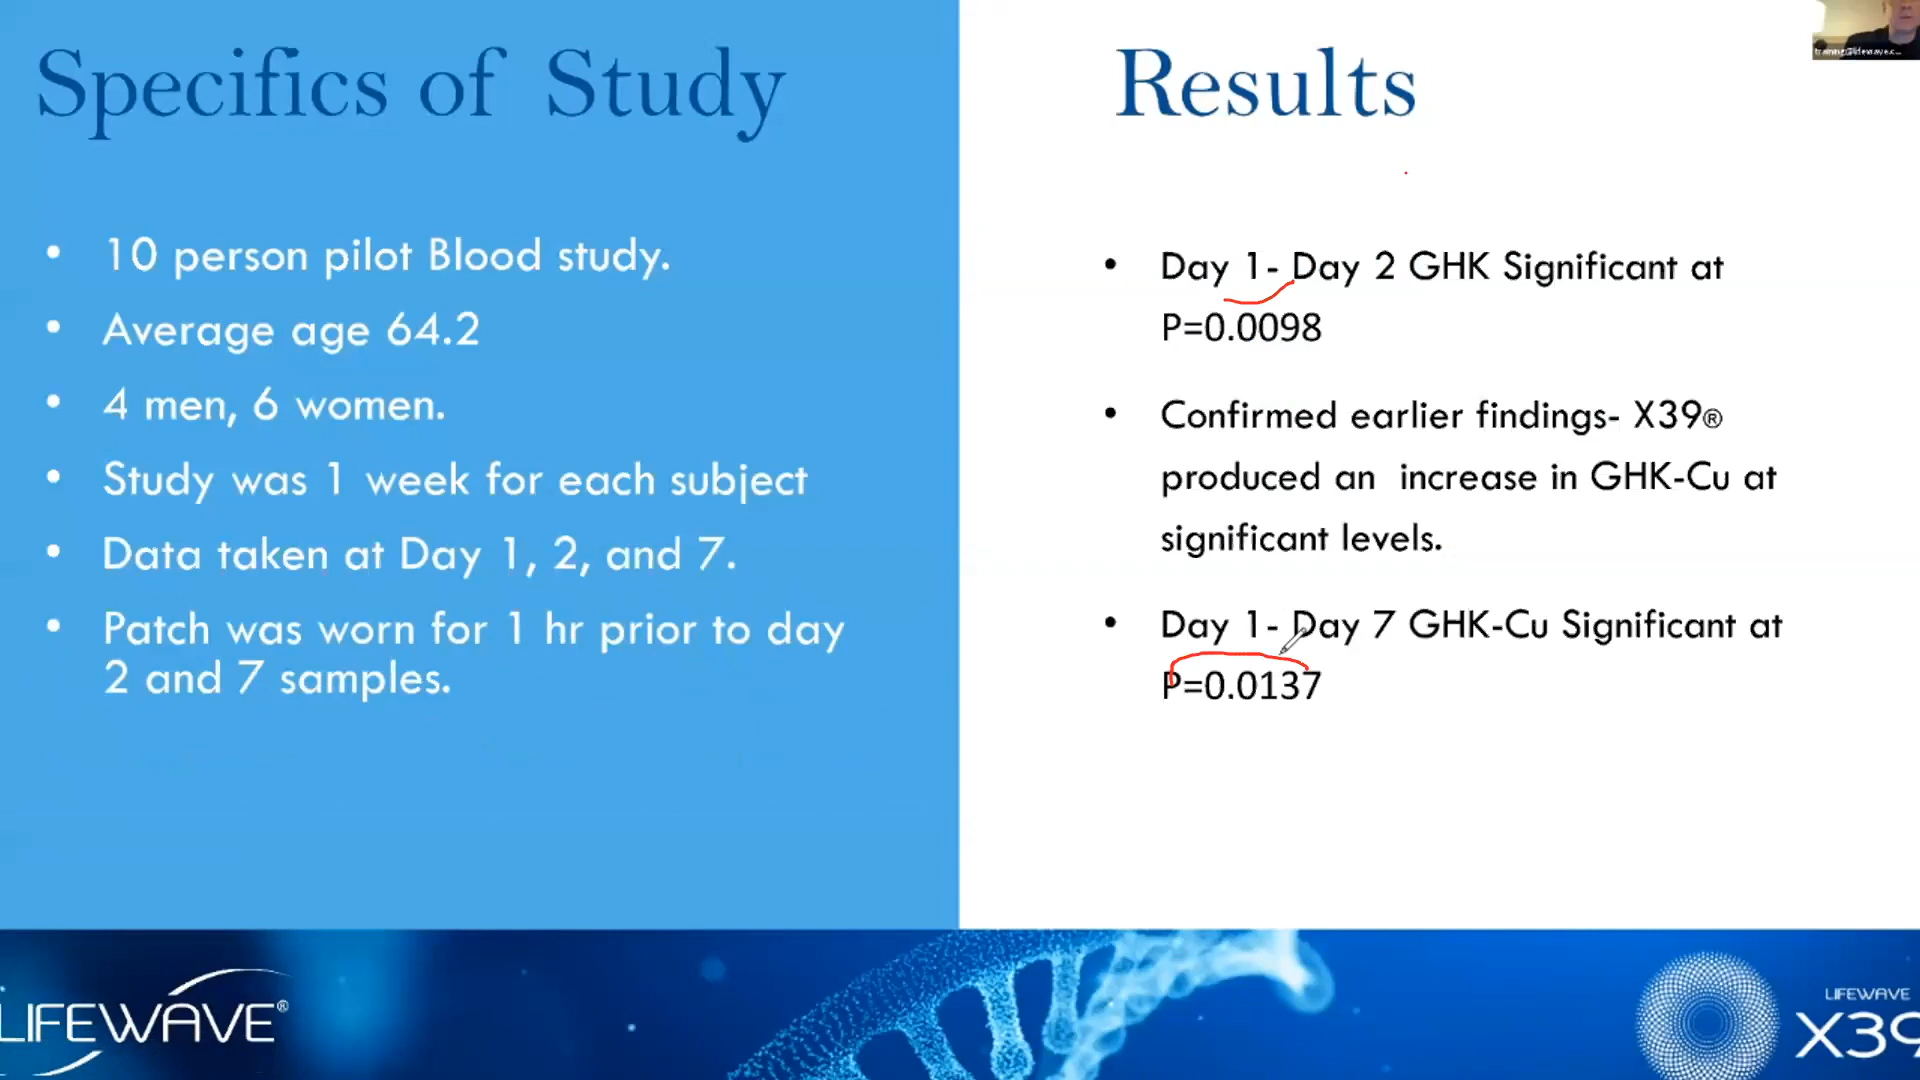 Specifics of Study
• 10 person pilot Blood study.
• Average age 64.2
• 4 men, 6 women.
• Study was 1 week for each subject
• Data taken at Day 1, 2, and 7.
• Patch was worn for 1 hr prior to day
2 and 7 samples.
Results
• Day 1- Day 2 GHK Significant at
P=0.0098
• Confirmed earlier findings- X39®
produced an increase in GHK-Cu at
significant levels.
• Day 1- Day 7 GHK-Cu Significant at
P=0.0137
training@lifewave.c...
LIFEWAVE®
LIFEWAVE
X39